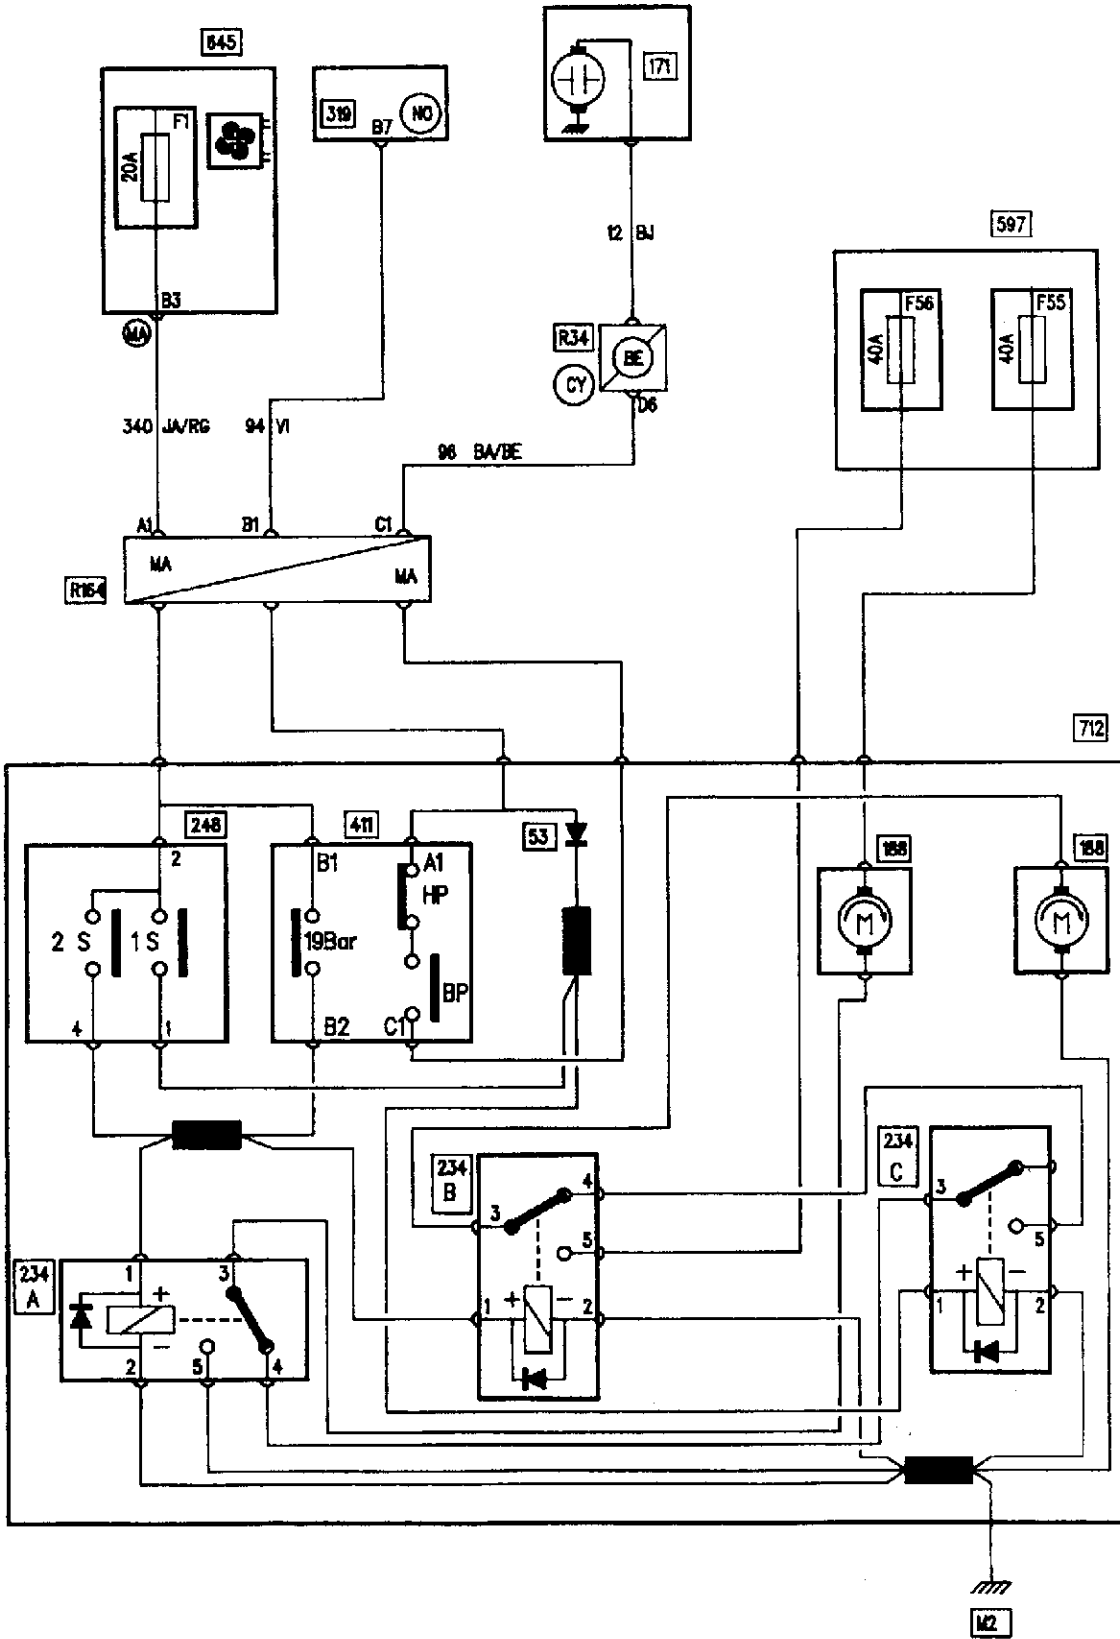 645
171
319
NO
F1
B7
20A
12 BJ
597
B3
F56
F55
MA
40A
40A
R34
BE
CY
D6
340 JA/RG
94 VI
96 BA/BE
A1
B1
C1
MA
MA
R164
712
248
411
53
188
188
2
B1
A1
HP
2 S
1 S
19Bar
M
M
BP
4
1
B2
C1
234
B
234
C
4
3
3
5
5
234
A
1
3
+
-
1
+
-
2
+
-
1
2
2
5
4
M2